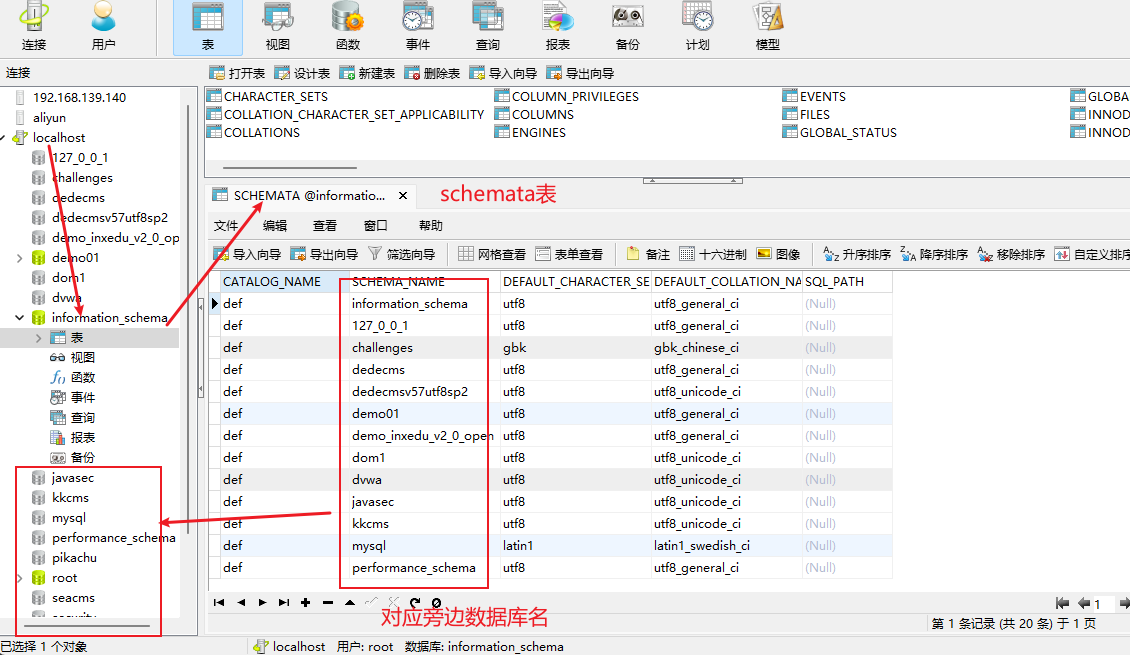 连接 用户 表 视图 函数 事件 查询 报表 备份 计划 模型
连接
打开表 设计表 新建表 删除表 导入向导 导出向导
192.168.139.140
aliyun
localhost
127_0_0_1
challenges
dedecms
dedecmsv57utf8sp2
demo_inxedu_v2_0_op
demo01
dom1
dvwa
information_schema
表
视图
函数
事件
查询
报表
备份
javasec
kkcms
mysql
performance_schema
pikachu
root
seacms
security
CHARACTER_SETS COLUMN_PRIVILEGES EVENTS GLOBA
COLLATION_CHARACTER_SET_APPLICABILITY COLUMNS FILES INNOD
COLLATIONS ENGINES GLOBAL_STATUS INNOD
SCHEMATA @informatio... schemata表
文件 编辑 查看 窗口 帮助
导入向导 导出向导 筛选向导 网格查看 表单查看 备注 十六进制 图像 升序排序 降序排序 移除排序 自定义排序
CATALOG_NAME SCHEMA_NAME DEFAULT_CHARACTER_SE DEFAULT_COLLATION_NA SQL_PATH
def information_schema utf8 utf8_general_ci (Null)
def 127_0_0_1 utf8 utf8_general_ci (Null)
def challenges gbk gbk_chinese_ci (Null)
def dedecms utf8 utf8_general_ci (Null)
def dedecmsv57utf8sp2 utf8 utf8_unicode_ci (Null)
def demo01 utf8 utf8_general_ci (Null)
def demo_inxedu_v2_0_open utf8 utf8_general_ci (Null)
def dom1 utf8 utf8_unicode_ci (Null)
def dvwa utf8 utf8_unicode_ci (Null)
def javasec utf8 utf8_unicode_ci (Null)
def kkcms utf8 utf8_unicode_ci (Null)
def mysql latin1 latin1_swedish_ci (Null)
def performance_schema utf8 utf8_general_ci (Null)
1
对应旁边数据库名
第 1 条记录 (共 20 条) 于 1 页
已选择 1 个对象 localhost 用户: root 数据库: information_schema